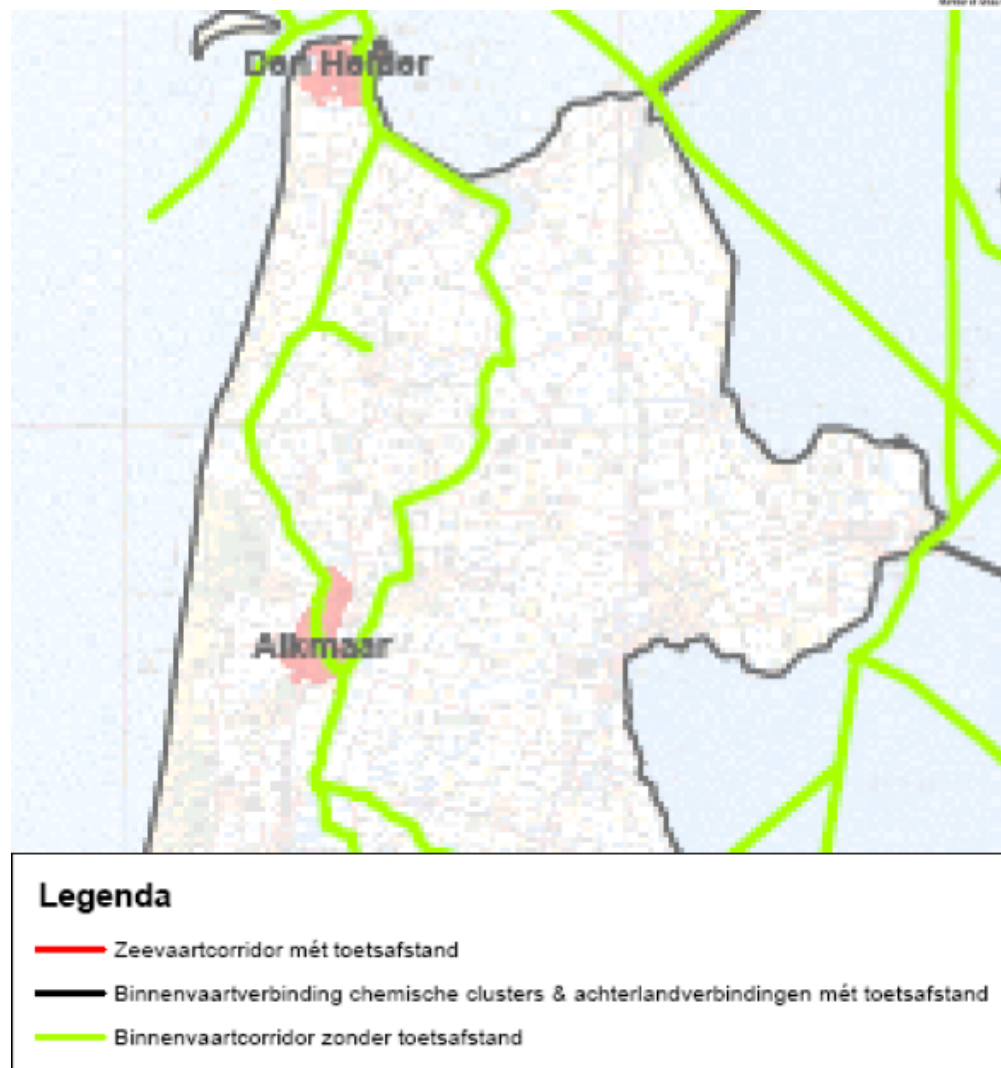 Den Helder
Alkmaar
Legenda
Zeevaartcorridor mét toetsafstand
Binnenvaartverbinding chemische clusters & achterlandverbindingen mét toetsafstand
Binnenvaartcorridor zonder toetsafstand